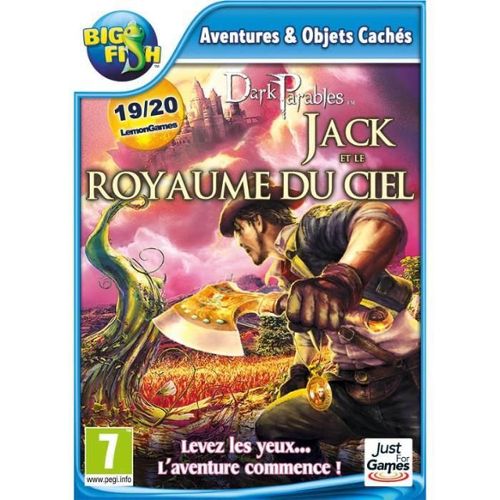 BIG FISH
Aventures & Objets Cachés
19/20
LemonGames
Dark Parables™
JACK
ET LE
ROYAUME DU CIEL
7
www.pegi.info
Levez les yeux...
L'aventure commence !
Just
For
Games